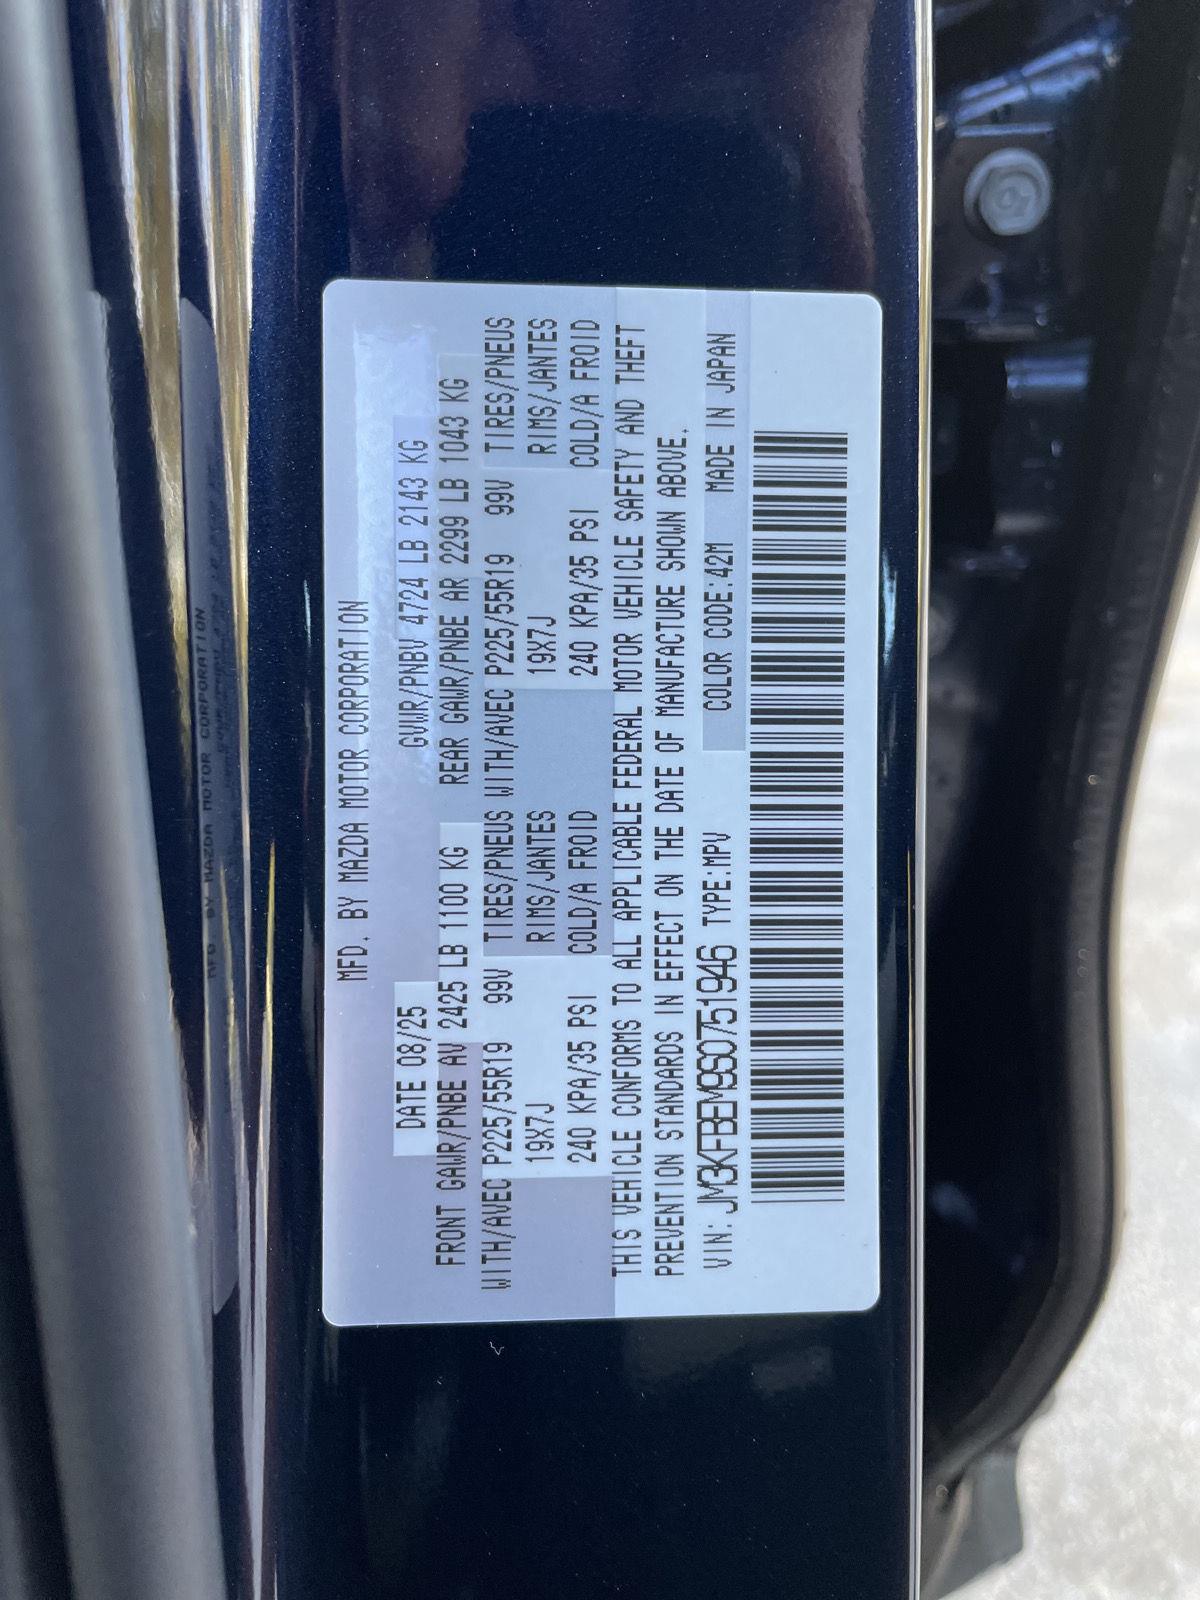 MFD. BY MAZDA MOTOR CORPORATION
DATE 08/25 GVWR/PNBV 4724 LB 2143 KG
FRONT GAWR/PNBE AV 2425 LB 1100 KG REAR GAWR/PNBE AR 2299 LB 1043 KG
WITH/AVEC P225/55R19 99V TIRES/PNEUS WITH/AVEC P225/55R19 99V TIRES/PNEUS
19X7J RIMS/JANTES 19X7J RIMS/JANTES
240 KPA/35 PSI COLD/A FROID 240 KPA/35 PSI COLD/A FROID
THIS VEHICLE CONFORMS TO ALL APPLICABLE FEDERAL MOTOR VEHICLE SAFETY AND THEFT
PREVENTION STANDARDS IN EFFECT ON THE DATE OF MANUFACTURE SHOWN ABOVE.
VIN: JM3KFBEM9S0751946 TYPE:MPV COLOR CODE:42M MADE IN JAPAN